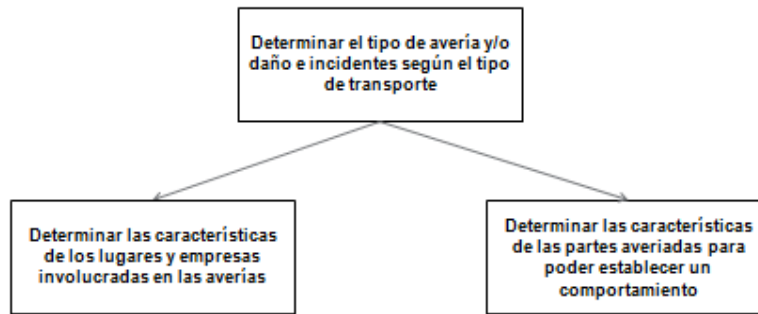 Determinar el tipo de avería y/o
daño e incidentes según el tipo
de transporte
Determinar las características
de los lugares y empresas
involucradas en las averías
Determinar las características
de las partes averiadas para
poder establecer un
comportamiento